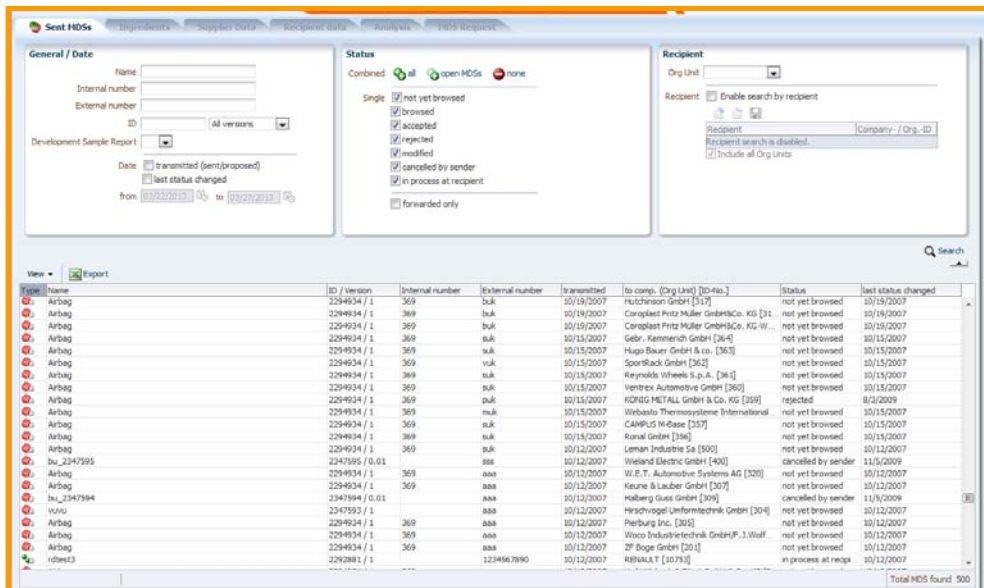 Sent MDSs Ingredients Supplier Data Recipient data Analysis MDS Request
General / Date
Name
Internal number
External number
ID All versions
Development Sample Report
Date transmitted (sent/proposed)
last status changed
from 03/22/2013 to 03/27/2013
Status
Combined all open MDSs none
Single not yet browsed
browsed
accepted
rejected
modified
cancelled by sender
in process at recipient
forwarded only
Recipient
Org Unit
Recipient Enable search by recipient
Recipient Company- / Org.-ID
Recipient search is disabled.
Include all Org Units
Search
View Export
Type Name ID / Version Internal number External number transmitted to comp. (Org Unit) [ID-No.] Status last status changed
Airbag 2294934 / 1 369 buk 10/19/2007 Hutchinson GmbH [317] not yet browsed 10/19/2007
Airbag 2294934 / 1 369 buk 10/19/2007 Coroplast Fritz Müller GmbH&Co. KG [31... not yet browsed 10/19/2007
Airbag 2294934 / 1 369 buk 10/19/2007 Coroplast Fritz Müller GmbH&Co. KG-W... not yet browsed 10/19/2007
Airbag 2294934 / 1 369 suk 10/15/2007 Gebr. Kemmerich GmbH [364] not yet browsed 10/15/2007
Airbag 2294934 / 1 369 suk 10/15/2007 Hugo Bauer GmbH & co. [363] not yet browsed 10/15/2007
Airbag 2294934 / 1 369 vuk 10/15/2007 SportRack GmbH [362] not yet browsed 10/15/2007
Airbag 2294934 / 1 369 suk 10/15/2007 Reynolds Wheels S.p.A. [361] not yet browsed 10/15/2007
Airbag 2294934 / 1 369 suk 10/15/2007 Ventrex Automotive GmbH [360] not yet browsed 10/15/2007
Airbag 2294934 / 1 369 puk 10/15/2007 KÖNIG METALL GmbH & Co. KG [359] rejected 8/3/2009
Airbag 2294934 / 1 369 muk 10/15/2007 Webasto Thermosysteme International... not yet browsed 10/15/2007
Airbag 2294934 / 1 369 suk 10/15/2007 CAMPUS M-Base [357] not yet browsed 10/15/2007
Airbag 2294934 / 1 369 suk 10/15/2007 Ronal GmbH [356] not yet browsed 10/15/2007
Airbag 2294934 / 1 369 suk 10/12/2007 Leman Industrie Sa [500] not yet browsed 10/12/2007
bu_2347595 2347595 / 0.01 sss 10/12/2007 Wieland Electric GmbH [400] cancelled by sender 11/5/2009
Airbag 2294934 / 1 369 aaa 10/12/2007 W.E.T. Automotive Systems AG [320] not yet browsed 10/12/2007
Airbag 2294934 / 1 369 aaa 10/12/2007 Keune & Lauber GmbH [307] not yet browsed 10/12/2007
bu_2347594 2347594 / 0.01 aaa 10/12/2007 Halberg Guss GmbH [309] cancelled by sender 11/5/2009
vuvu 2347593 / 1 aaa 10/12/2007 Hirschvogel Umformtechnik GmbH [304] not yet browsed 10/12/2007
Airbag 2294934 / 1 369 aaa 10/12/2007 Pierburg Inc. [305] not yet browsed 10/12/2007
Airbag 2294934 / 1 369 aaa 10/12/2007 Woco Industrietechnik GmbH/F.J.Wolf... not yet browsed 10/12/2007
Airbag 2294934 / 1 369 aaa 10/12/2007 ZF Boge GmbH [201] not yet browsed 10/12/2007
rdtest3 2292881 / 1 1234567890 10/12/2007 RENAULT [10753] in process at recipi... 10/12/2007
Total MDS found 500